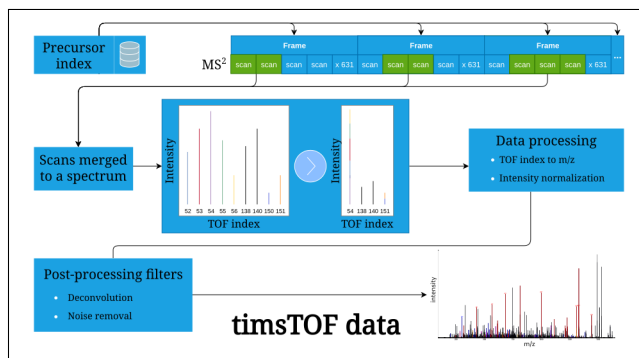 Precursor
index
MS2
Frame
Frame
Frame
...
scan scan scan scan x 631 scan scan scan scan x 631 scan scan scan scan x 631
Scans merged
to a spectrum
Intensity
52 53 54 55 56 138 140 150 151
TOF index
Intensity
54 138 140 151
TOF index
Data processing
• TOF index to m/z
• Intensity normalization
Post-processing filters
• Deconvolution
• Noise removal
timsTOF data
intensity
m/z